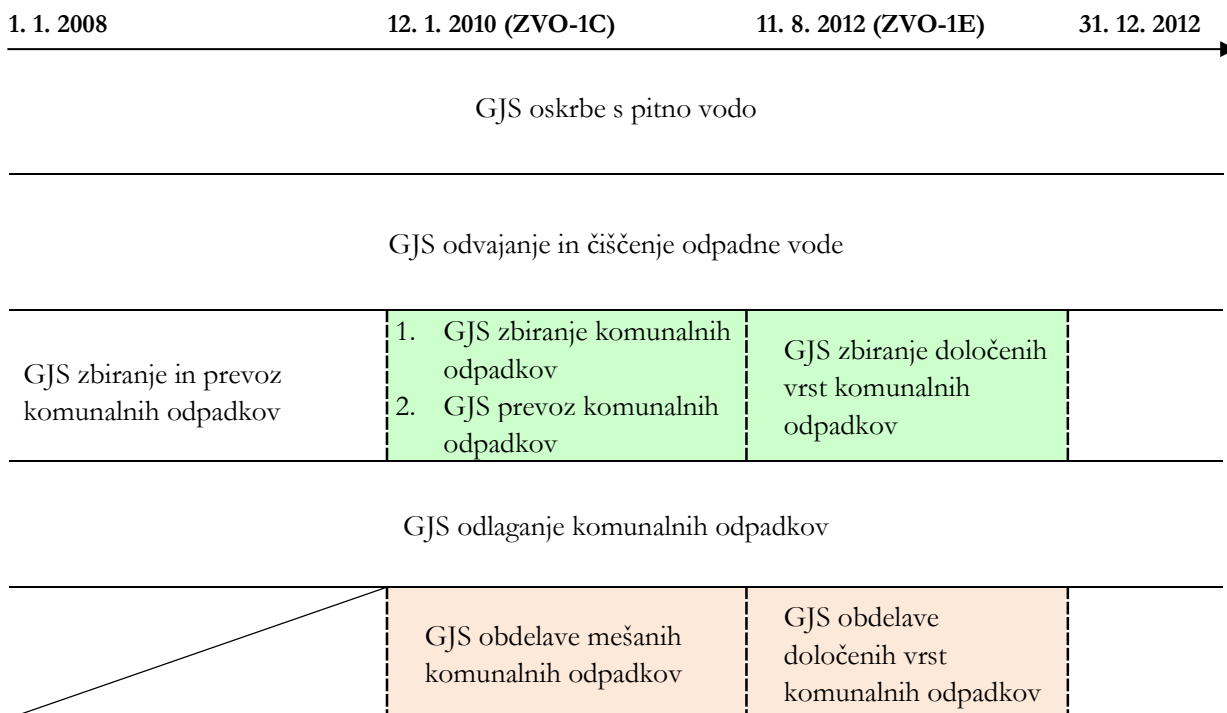 1. 1. 2008 12. 1. 2010 (ZVO-1C) 11. 8. 2012 (ZVO-1E) 31. 12. 2012
GJS oskrbe s pitno vodo
GJS odvajanje in čiščenje odpadne vode
GJS zbiranje in prevoz
komunalnih odpadkov
1. GJS zbiranje komunalnih
odpadkov
2. GJS prevoz komunalnih
odpadkov
GJS zbiranje določenih
vrst komunalnih
odpadkov
GJS odlaganje komunalnih odpadkov
GJS obdelave mešanih
komunalnih odpadkov
GJS obdelave
določenih vrst
komunalnih odpadkov